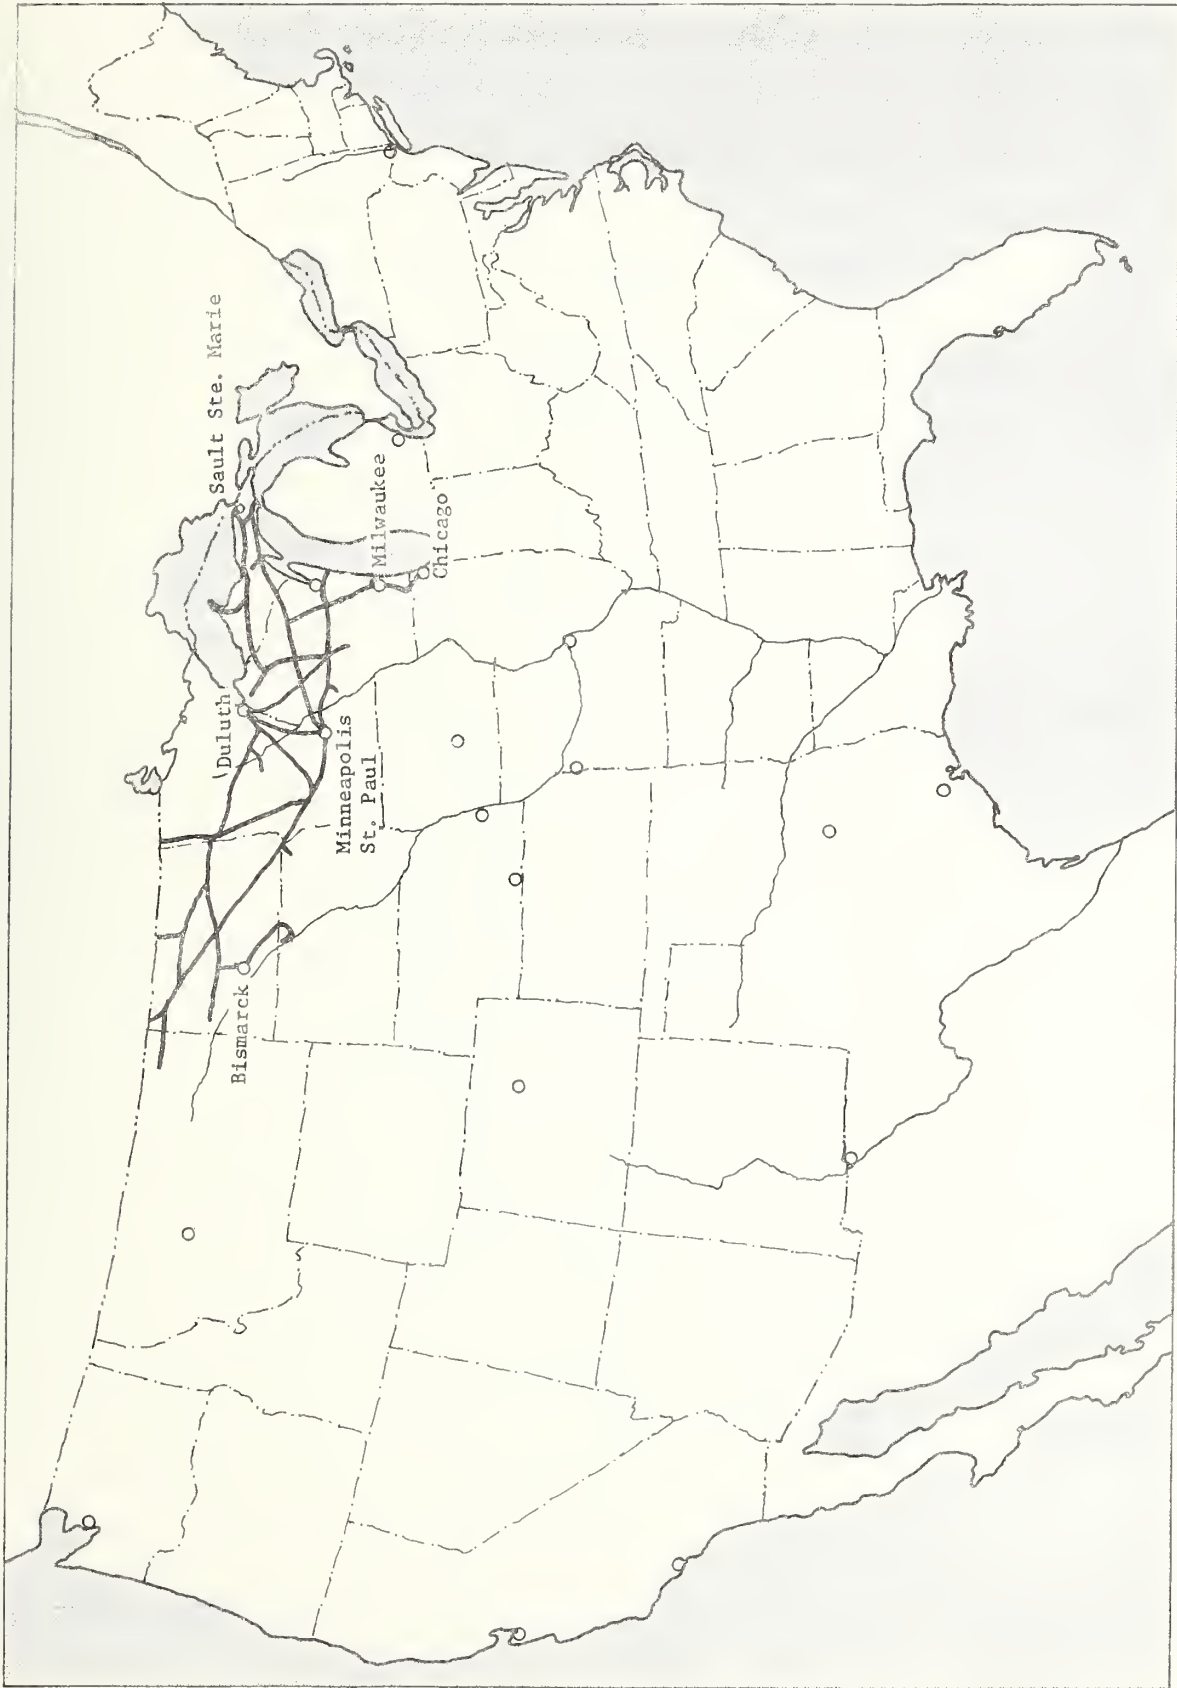 Sault Ste. Marie
Duluth
Milwaukee
Chicago
Minneapolis
St. Paul
Bismarck